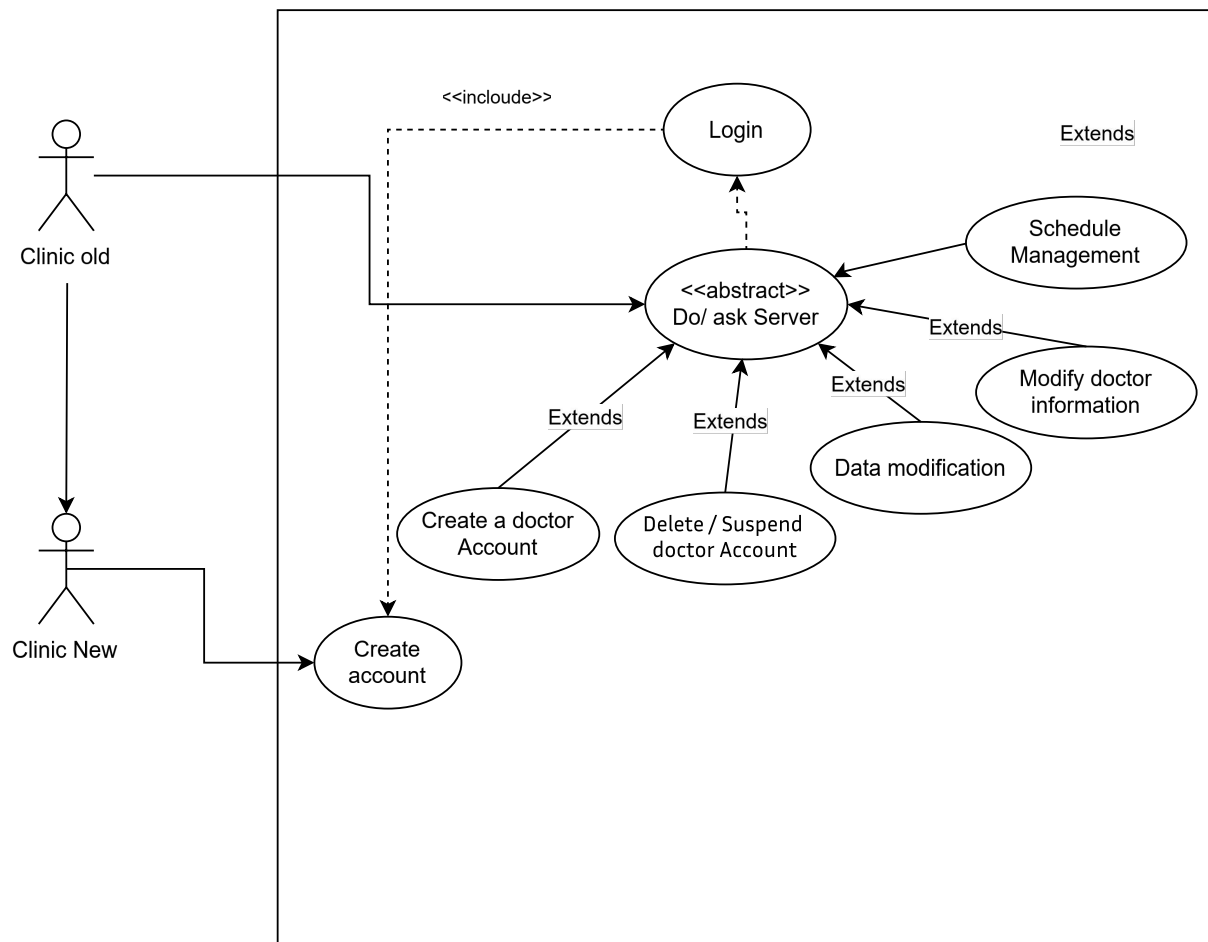 <<incloude>>
Login
Extends
Clinic old
Schedule
Management
<<abstract>>
Do/ ask Server
Extends
Modify doctor
information
Extends
Extends
Extends
Data modification
Create a doctor
Account
Delete / Suspend
doctor Account
Clinic New
Create
account